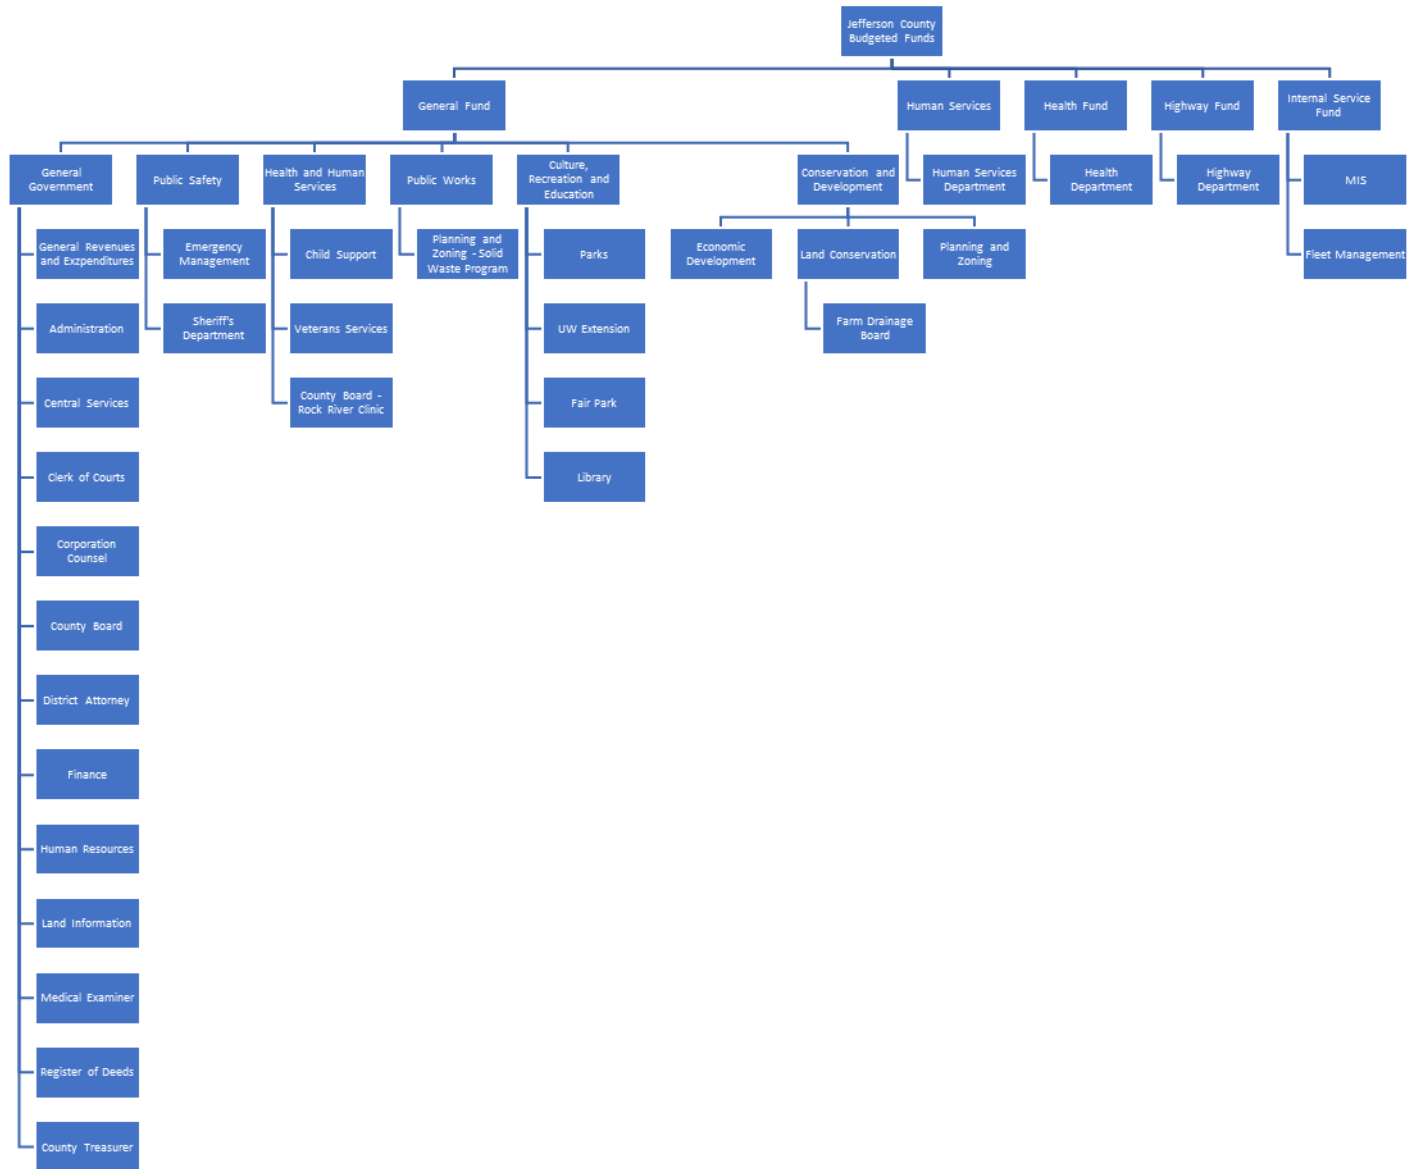 Jefferson County
Budgeted Funds
General Fund
Human Services
Health Fund
Highway Fund
Internal Service
Fund
General
Government
Public Safety
Health and Human
Services
Public Works
Culture,
Recreation and
Education
Conservation and
Development
Human Services
Department
Health
Department
Highway
Department
MIS
General Revenues
and Exzpenditures
Emergency
Management
Child Support
Planning and
Zoning - Solid
Waste Program
Parks
Economic
Development
Land Conservation
Planning and
Zoning
Fleet Management
Administration
Sheriff's
Department
Veterans Services
UW Extension
Farm Drainage
Board
Central Services
County Board -
Rock River Clinic
Fair Park
Clerk of Courts
Library
Corporation
Counsel
County Board
District Attorney
Finance
Human Resources
Land Information
Medical Examiner
Register of Deeds
County Treasurer